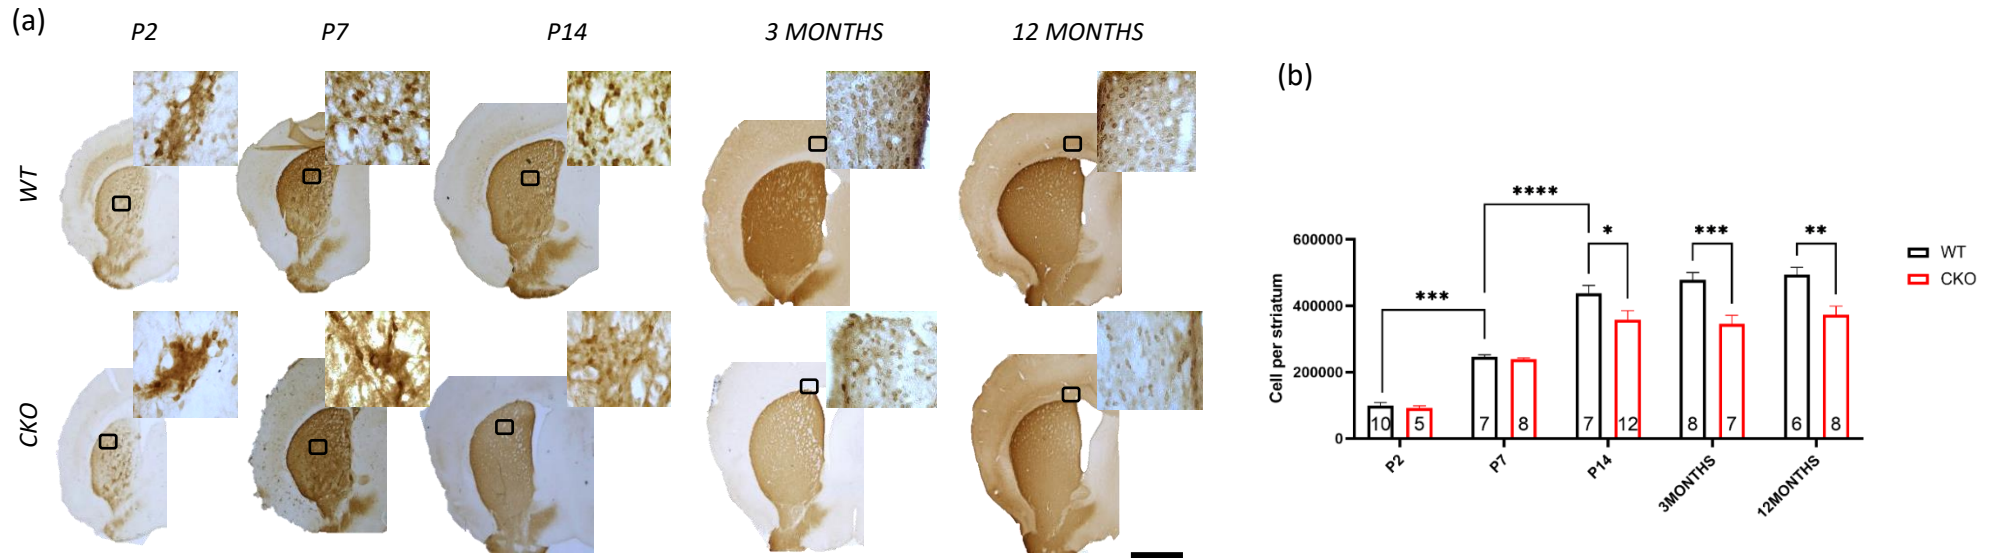 (a)
P2 P7 P14 3 MONTHS 12 MONTHS
WT
CKO
(b)
**** 
*** * *** **
Cell per striatum
600000
400000
200000
0
10 5 7 8 7 12 8 7 6 8
P2 P7 P14 3MONTHS 12MONTHS
WT
CKO